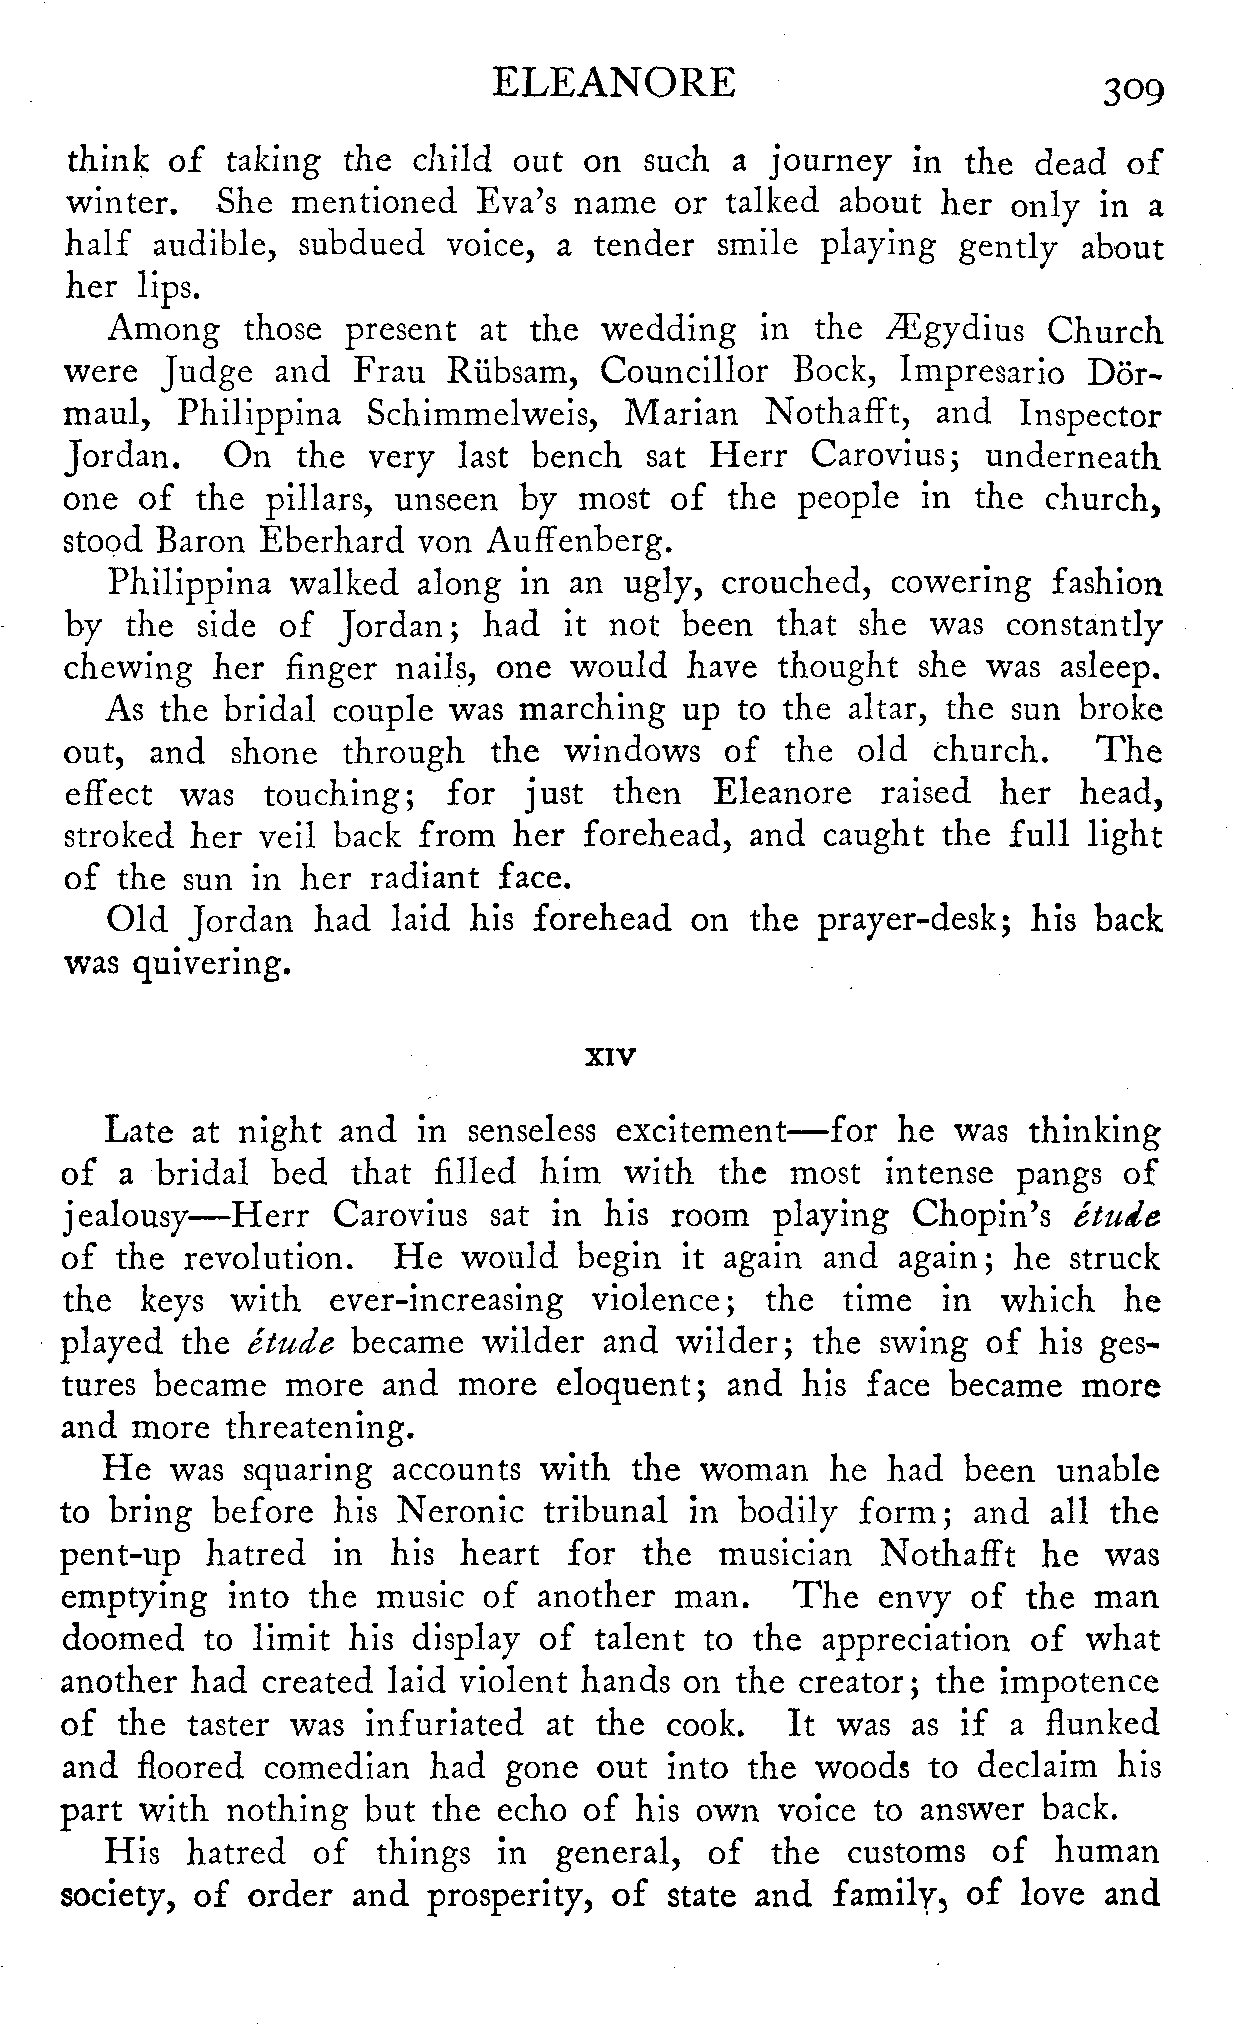 ELEANORE 309
think of taking the child out on such a journey in the dead of
winter. She mentioned Eva's name or talked about her only in a
half audible, subdued voice, a tender smile playing gently about
her lips.
Among those present at the wedding in the Ægydius Church
were Judge and Frau Rübsam, Councillor Bock, Impresario Dör-
maul, Philippina Schimmelweis, Marian Nothafft, and Inspector
Jordan. On the very last bench sat Herr Carovius; underneath
one of the pillars, unseen by most of the people in the church,
stood Baron Eberhard von Auffenberg.
Philippina walked along in an ugly, crouched, cowering fashion
by the side of Jordan; had it not been that she was constantly
chewing her finger nails, one would have thought she was asleep.
As the bridal couple was marching up to the altar, the sun broke
out, and shone through the windows of the old church. The
effect was touching; for just then Eleanore raised her head,
stroked her veil back from her forehead, and caught the full light
of the sun in her radiant face.
Old Jordan had laid his forehead on the prayer-desk; his back
was quivering.
XIV
Late at night and in senseless excitement—for he was thinking
of a bridal bed that filled him with the most intense pangs of
jealousy—Herr Carovius sat in his room playing Chopin's étude
of the revolution. He would begin it again and again; he struck
the keys with ever-increasing violence; the time in which he
played the étude became wilder and wilder; the swing of his ges-
tures became more and more eloquent; and his face became more
and more threatening.
He was squaring accounts with the woman he had been unable
to bring before his Neronic tribunal in bodily form; and all the
pent-up hatred in his heart for the musician Nothafft he was
emptying into the music of another man. The envy of the man
doomed to limit his display of talent to the appreciation of what
another had created laid violent hands on the creator; the impotence
of the taster was infuriated at the cook. It was as if a flunked
and floored comedian had gone out into the woods to declaim his
part with nothing but the echo of his own voice to answer back.
His hatred of things in general, of the customs of human
society, of order and prosperity, of state and family, of love and